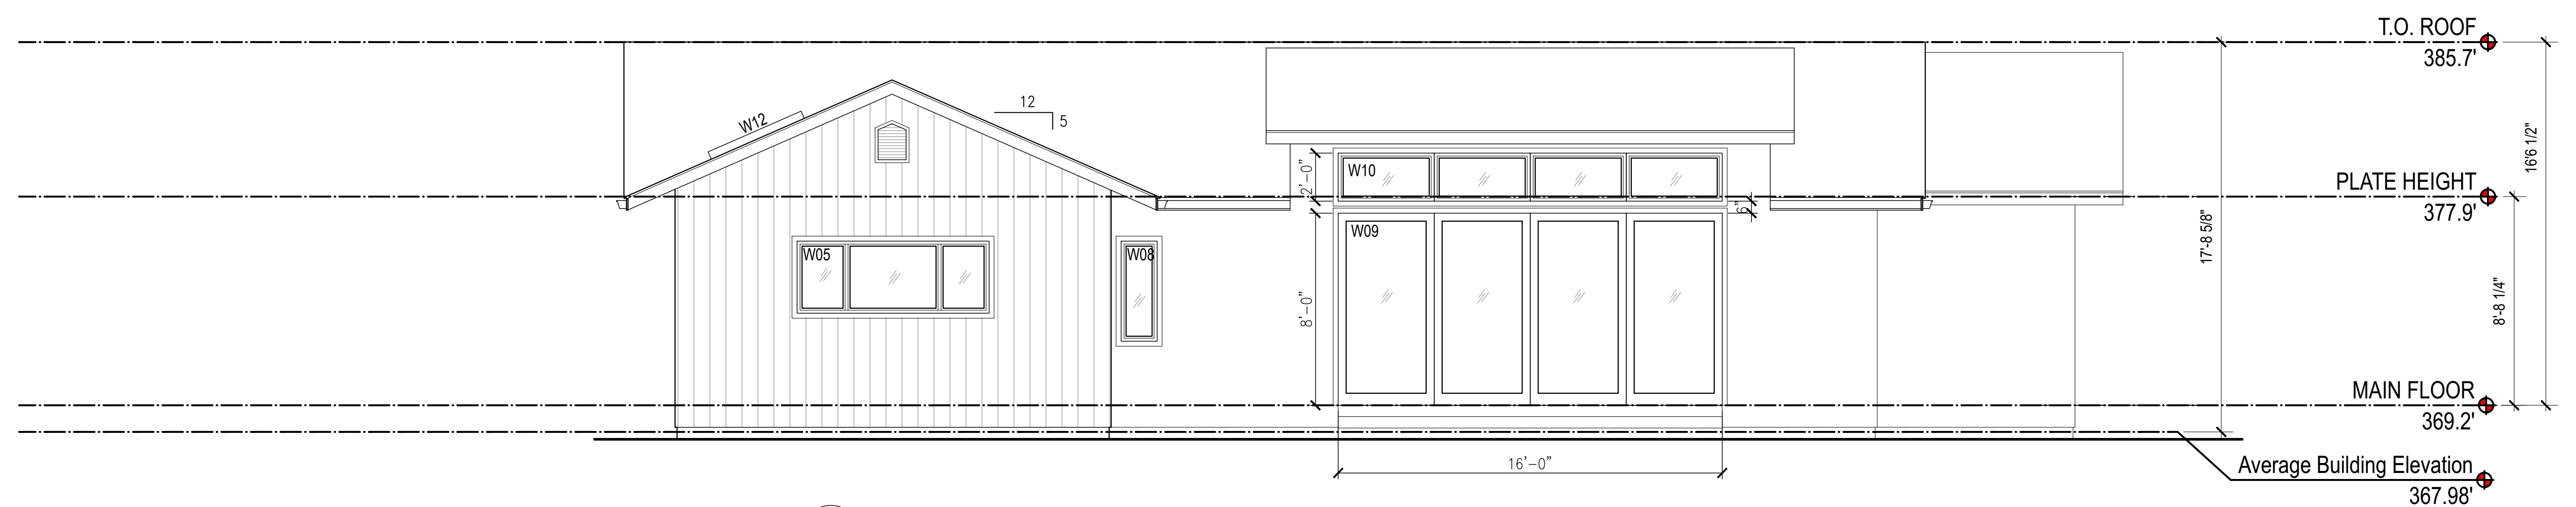 T.O. ROOF
385.7'
12
5
W12
16'6 1/2"
2'-0"
W10
PLATE HEIGHT
377.9'
6"
17'-8 5/8"
W09
W05
W08
8'-0"
8'-8 1/4"
MAIN FLOOR
369.2'
16'-0"
Average Building Elevation
367.98'